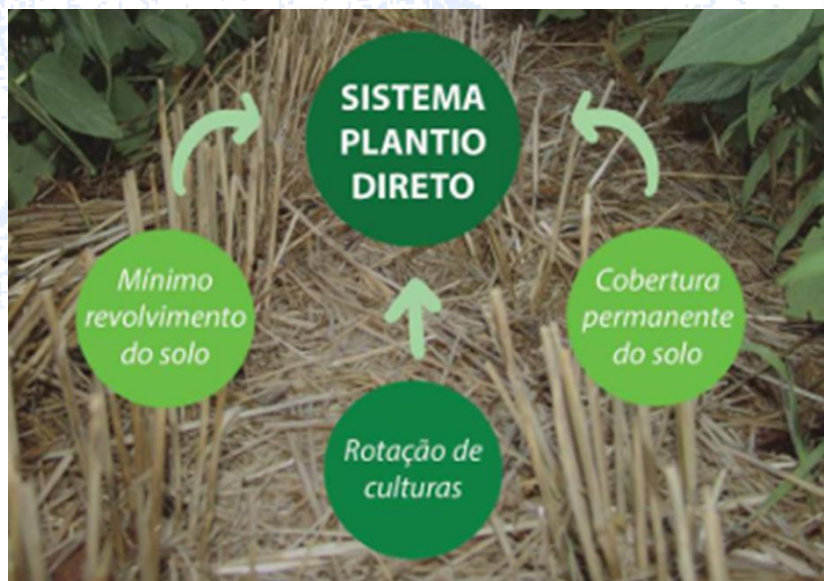 SISTEMA
PLANTIO
DIRETO
Mínimo
revolvimento
do solo
Cobertura
permanente
do solo
Rotação de
culturas